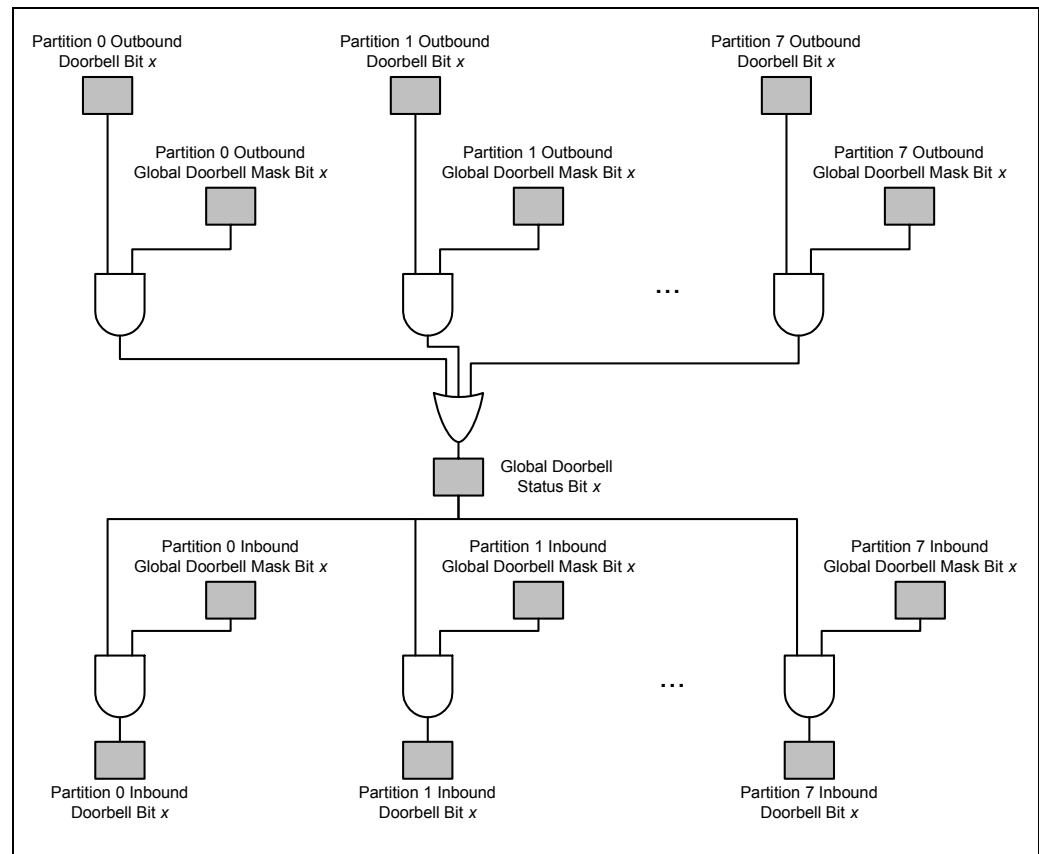 Partition 0 Outbound
Doorbell Bit x
Partition 1 Outbound
Doorbell Bit x
Partition 7 Outbound
Doorbell Bit x
Partition 0 Outbound
Global Doorbell Mask Bit x
Partition 1 Outbound
Global Doorbell Mask Bit x
Partition 7 Outbound
Global Doorbell Mask Bit x
...
Global Doorbell
Status Bit x
Partition 0 Inbound
Global Doorbell Mask Bit x
Partition 1 Inbound
Global Doorbell Mask Bit x
Partition 7 Inbound
Global Doorbell Mask Bit x
...
Partition 0 Inbound
Doorbell Bit x
Partition 1 Inbound
Doorbell Bit x
Partition 7 Inbound
Doorbell Bit x